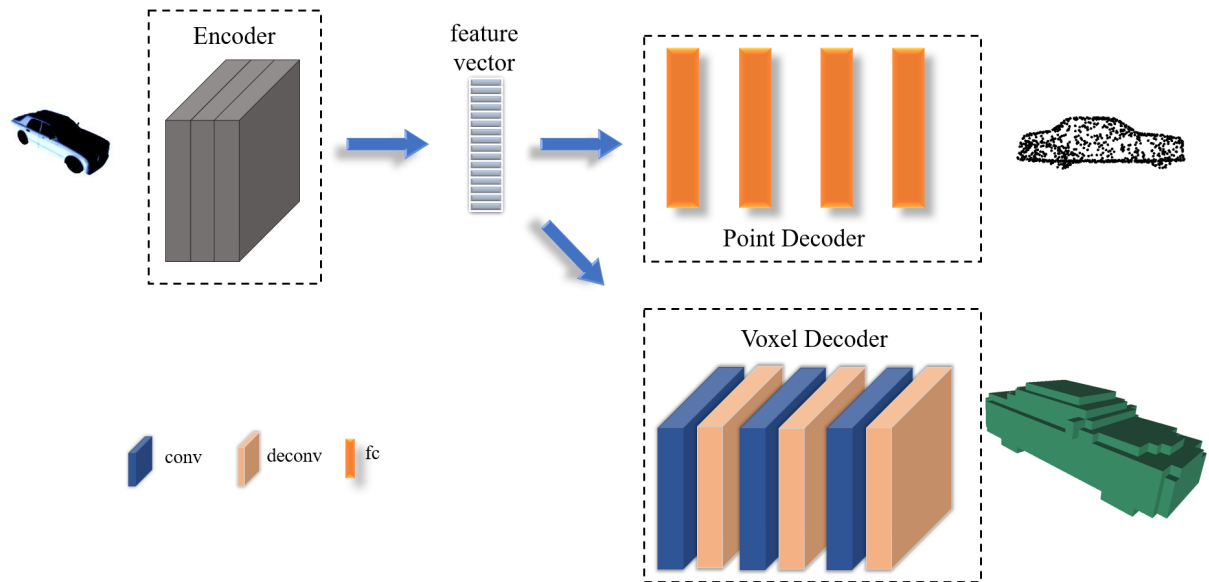 Encoder
feature
vector
Point Decoder
Voxel Decoder
conv
deconv
fc